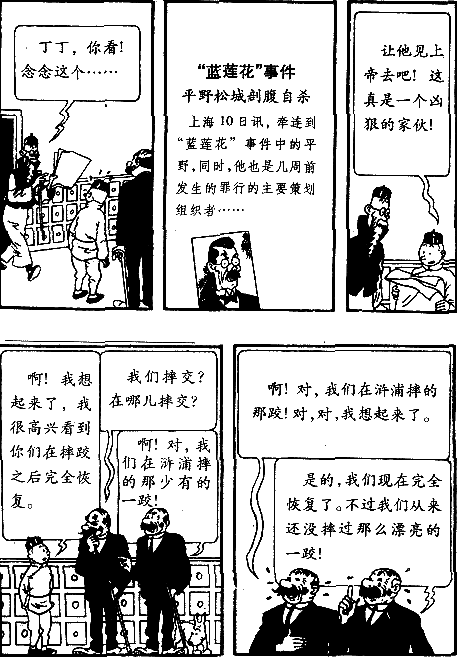 丁丁，你看！
念念这个……
“蓝莲花”事件
平野松城剖腹自杀
上海10日讯，牵连到
“蓝莲花”事件中的平
野，同时，他也是几周前
发生的罪行的主要策划
组织者……
让他见上
帝去吧！这
真是一个凶
狠的家伙！
啊！我想
起来了，我
很高兴看到
你们在摔跤
之后完全恢
复。
我们摔交？
在哪儿摔交？
啊！对，我
们在浒浦摔
的那少有的
一跤！
啊！对，我们在浒浦摔的
那跤！对，对，我想起来了。
是的，我们现在完全
恢复了。不过我们从来
还没摔过那么漂亮的
一跤！